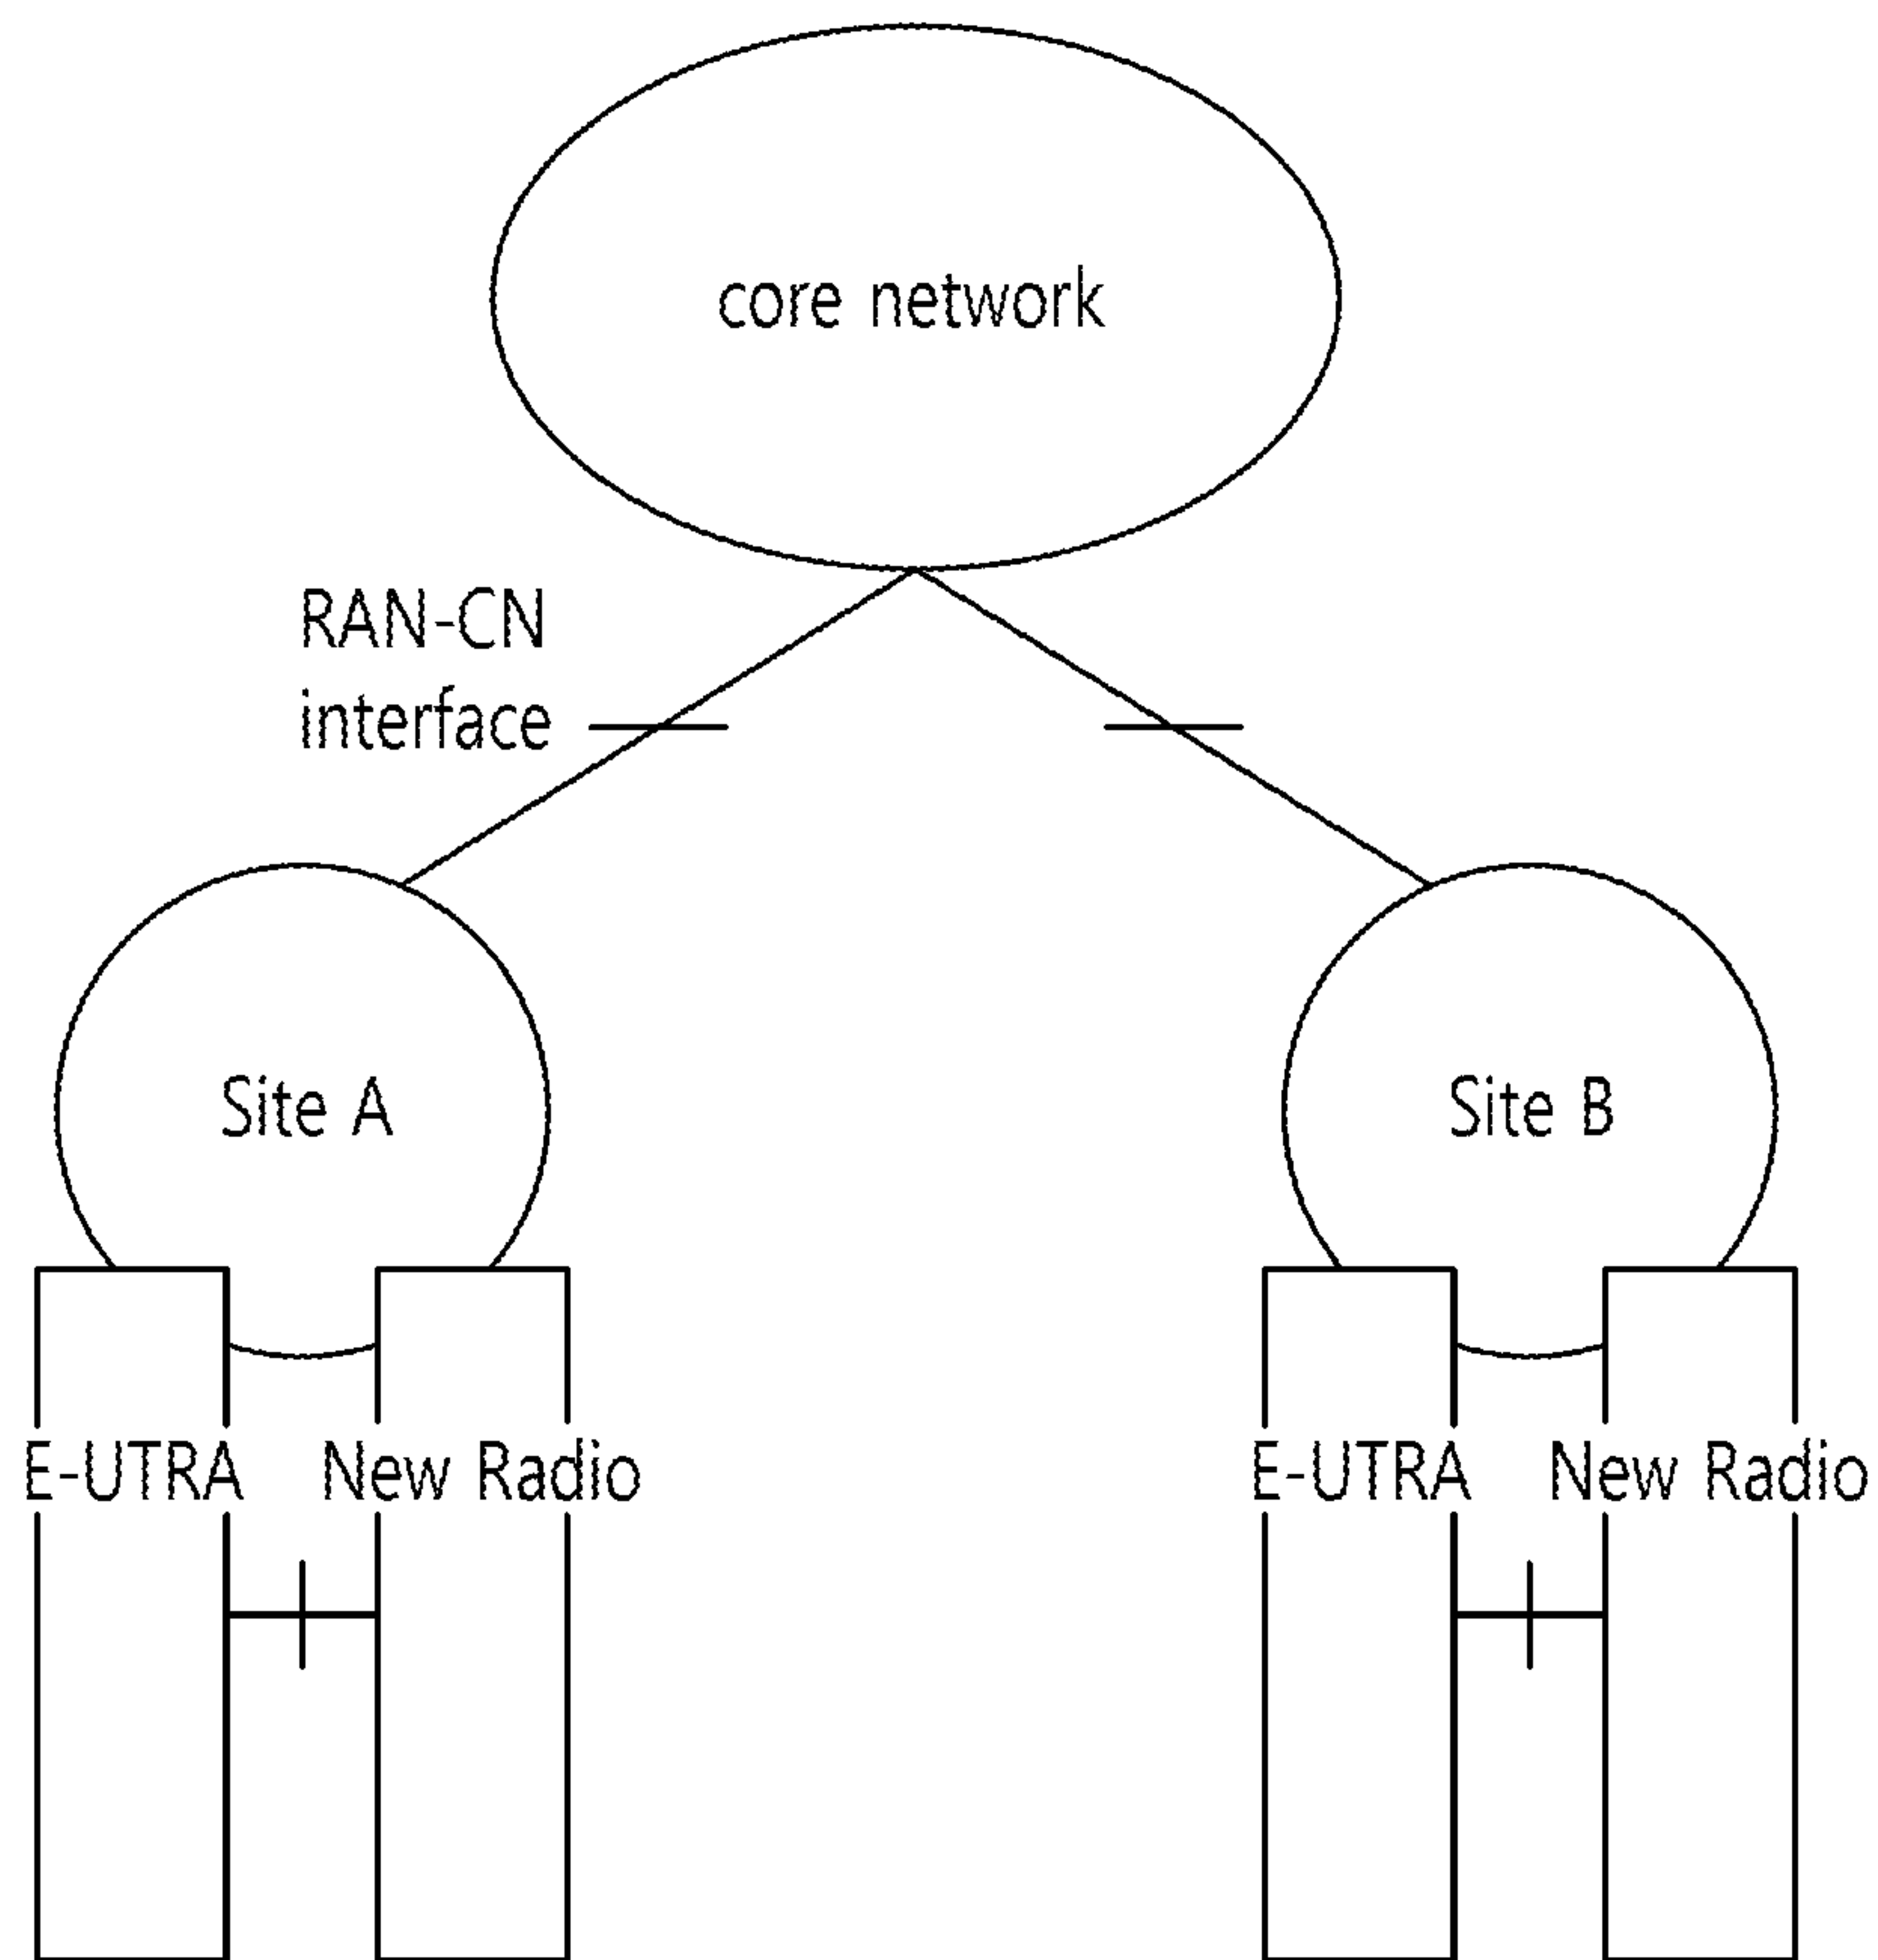 core network
RAN-CN
interface
Site A
Site B
E-UTRA New Radio
E-UTRA New Radio